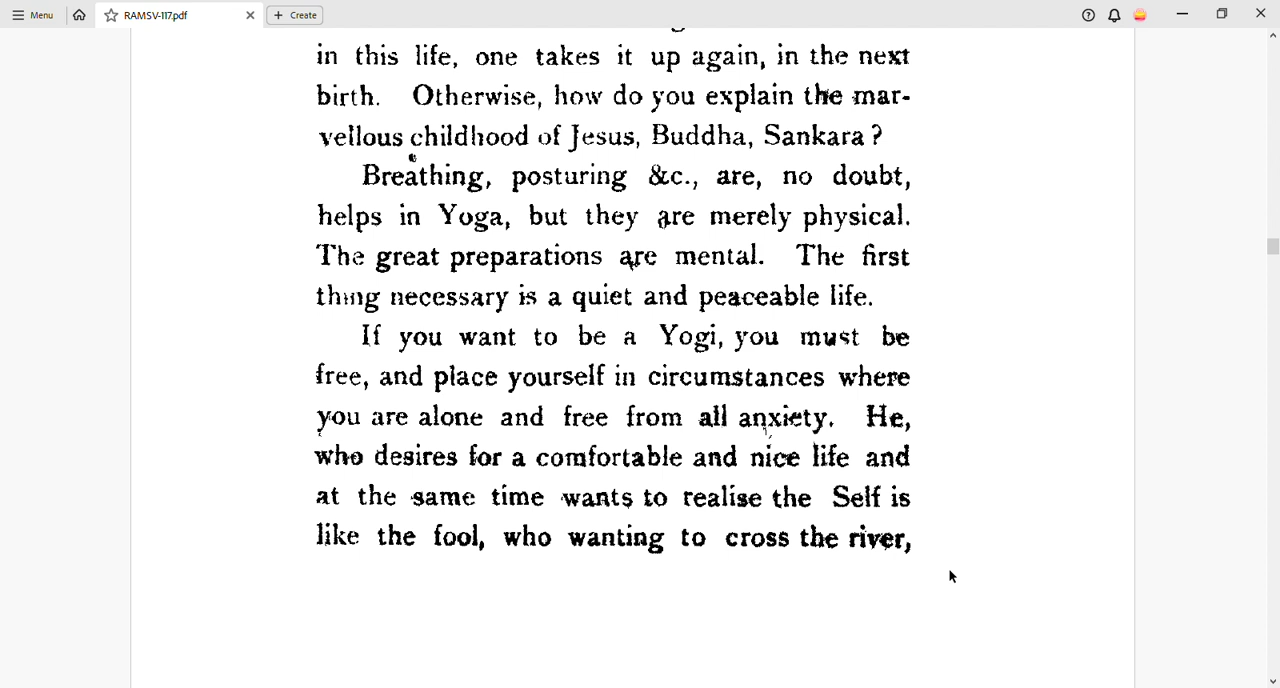 Menu
RAMSV-117.pdf
Create
in this life, one takes it up again, in the next
birth. Otherwise, how do you explain the mar-
vellous childhood of Jesus, Buddha, Sankara ?
Breathing, posturing &c., are, no doubt,
helps in Yoga, but they are merely physical.
The great preparations are mental. The first
thing necessary is a quiet and peaceable life.
If you want to be a Yogi, you must be
free, and place yourself in circumstances where
you are alone and free from all anxiety. He,
who desires for a comfortable and nice life and
at the same time wants to realise the Self is
like the fool, who wanting to cross the river,